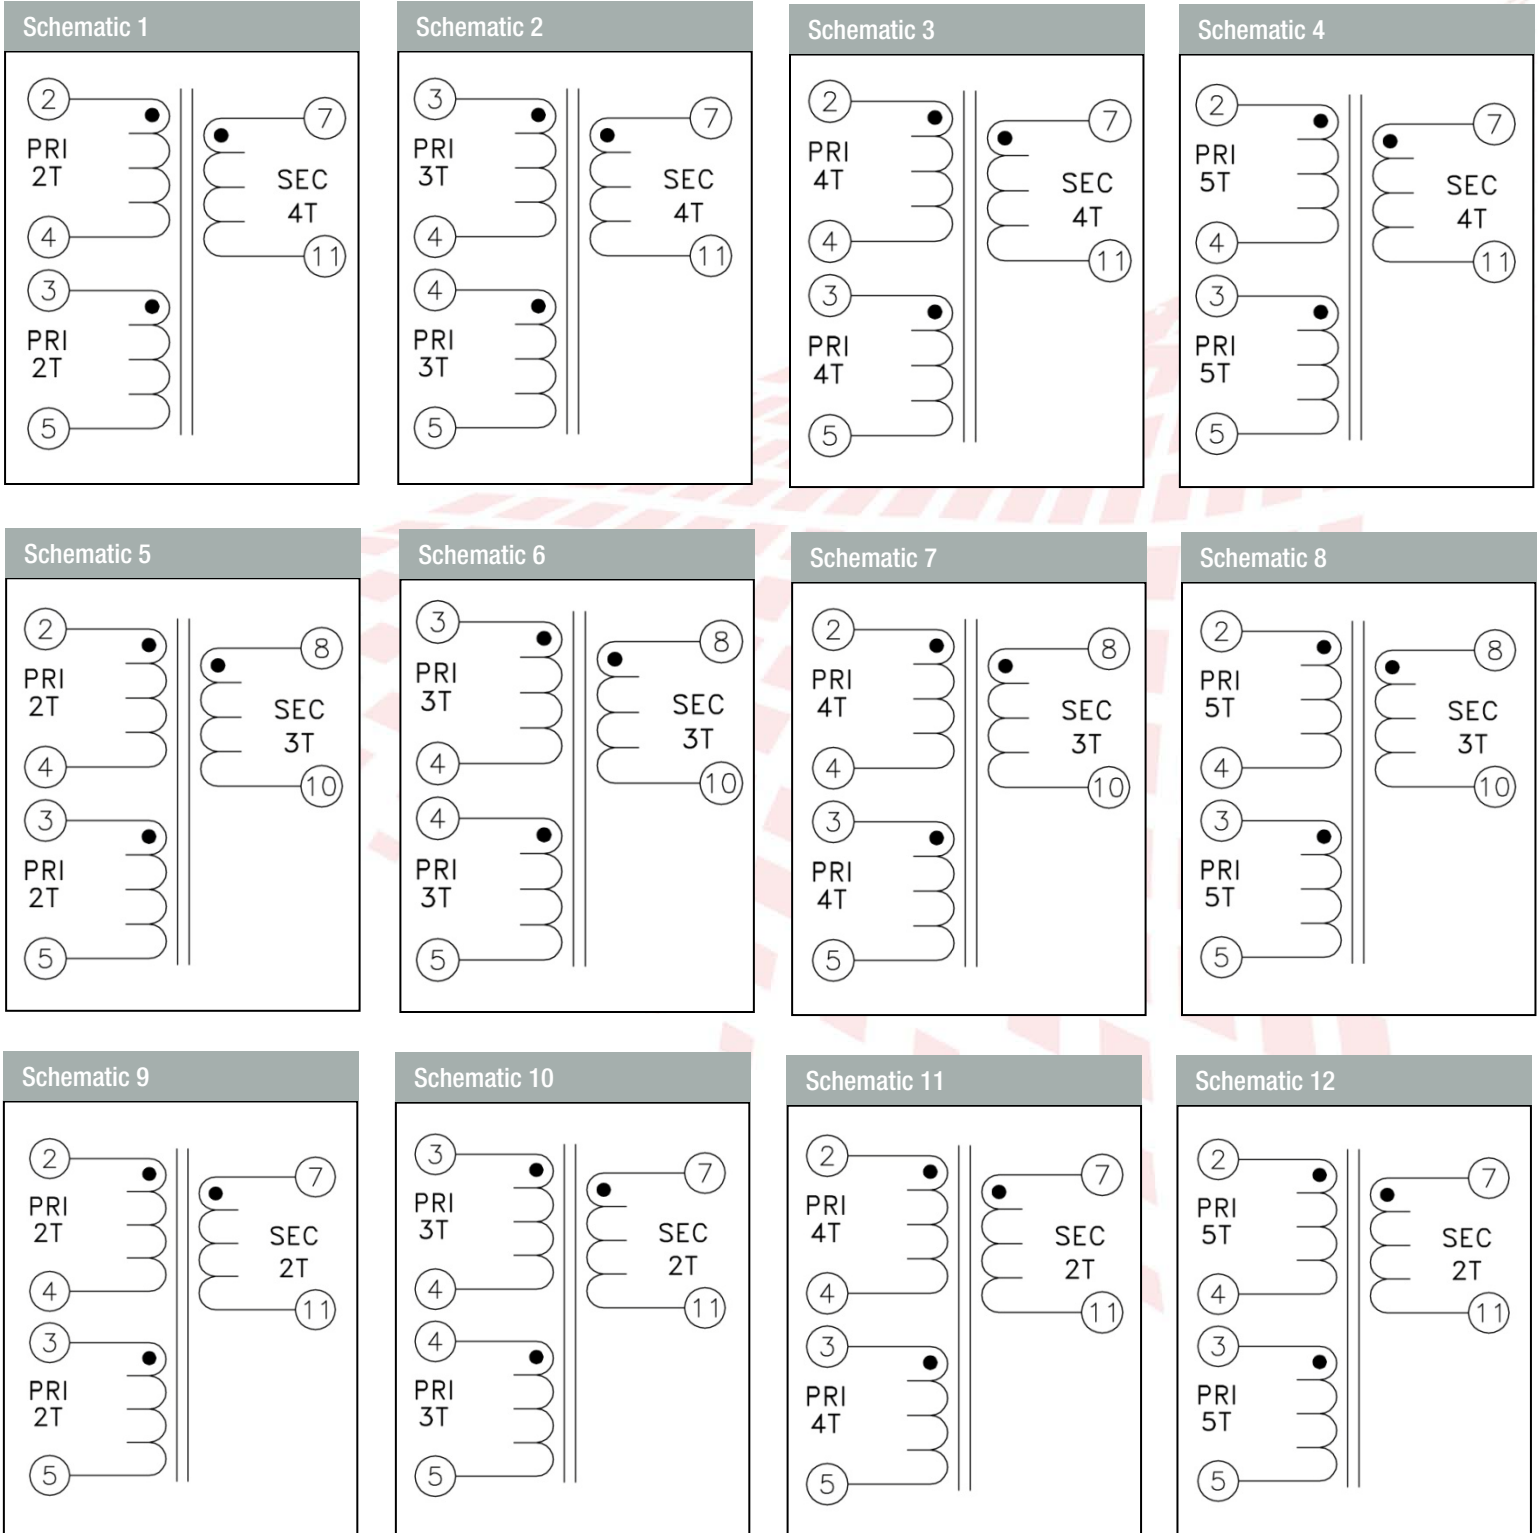 Schematic 1
2
PRI
2T
4
3
PRI
2T
5
7
SEC
4T
11
Schematic 2
3
PRI
3T
4
4
PRI
3T
5
7
SEC
4T
11
Schematic 3
2
PRI
4T
4
3
PRI
4T
5
7
SEC
4T
11
Schematic 4
2
PRI
5T
4
3
PRI
5T
5
7
SEC
4T
11
Schematic 5
2
PRI
2T
4
3
PRI
2T
5
8
SEC
3T
10
Schematic 6
3
PRI
3T
4
4
PRI
3T
5
8
SEC
3T
10
Schematic 7
2
PRI
4T
4
3
PRI
4T
5
8
SEC
3T
10
Schematic 8
2
PRI
5T
4
3
PRI
5T
5
8
SEC
3T
10
Schematic 9
2
PRI
2T
4
3
PRI
2T
5
7
SEC
2T
11
Schematic 10
3
PRI
3T
4
4
PRI
3T
5
7
SEC
2T
11
Schematic 11
2
PRI
4T
4
3
PRI
4T
5
7
SEC
2T
11
Schematic 12
2
PRI
5T
4
3
PRI
5T
5
7
SEC
2T
11